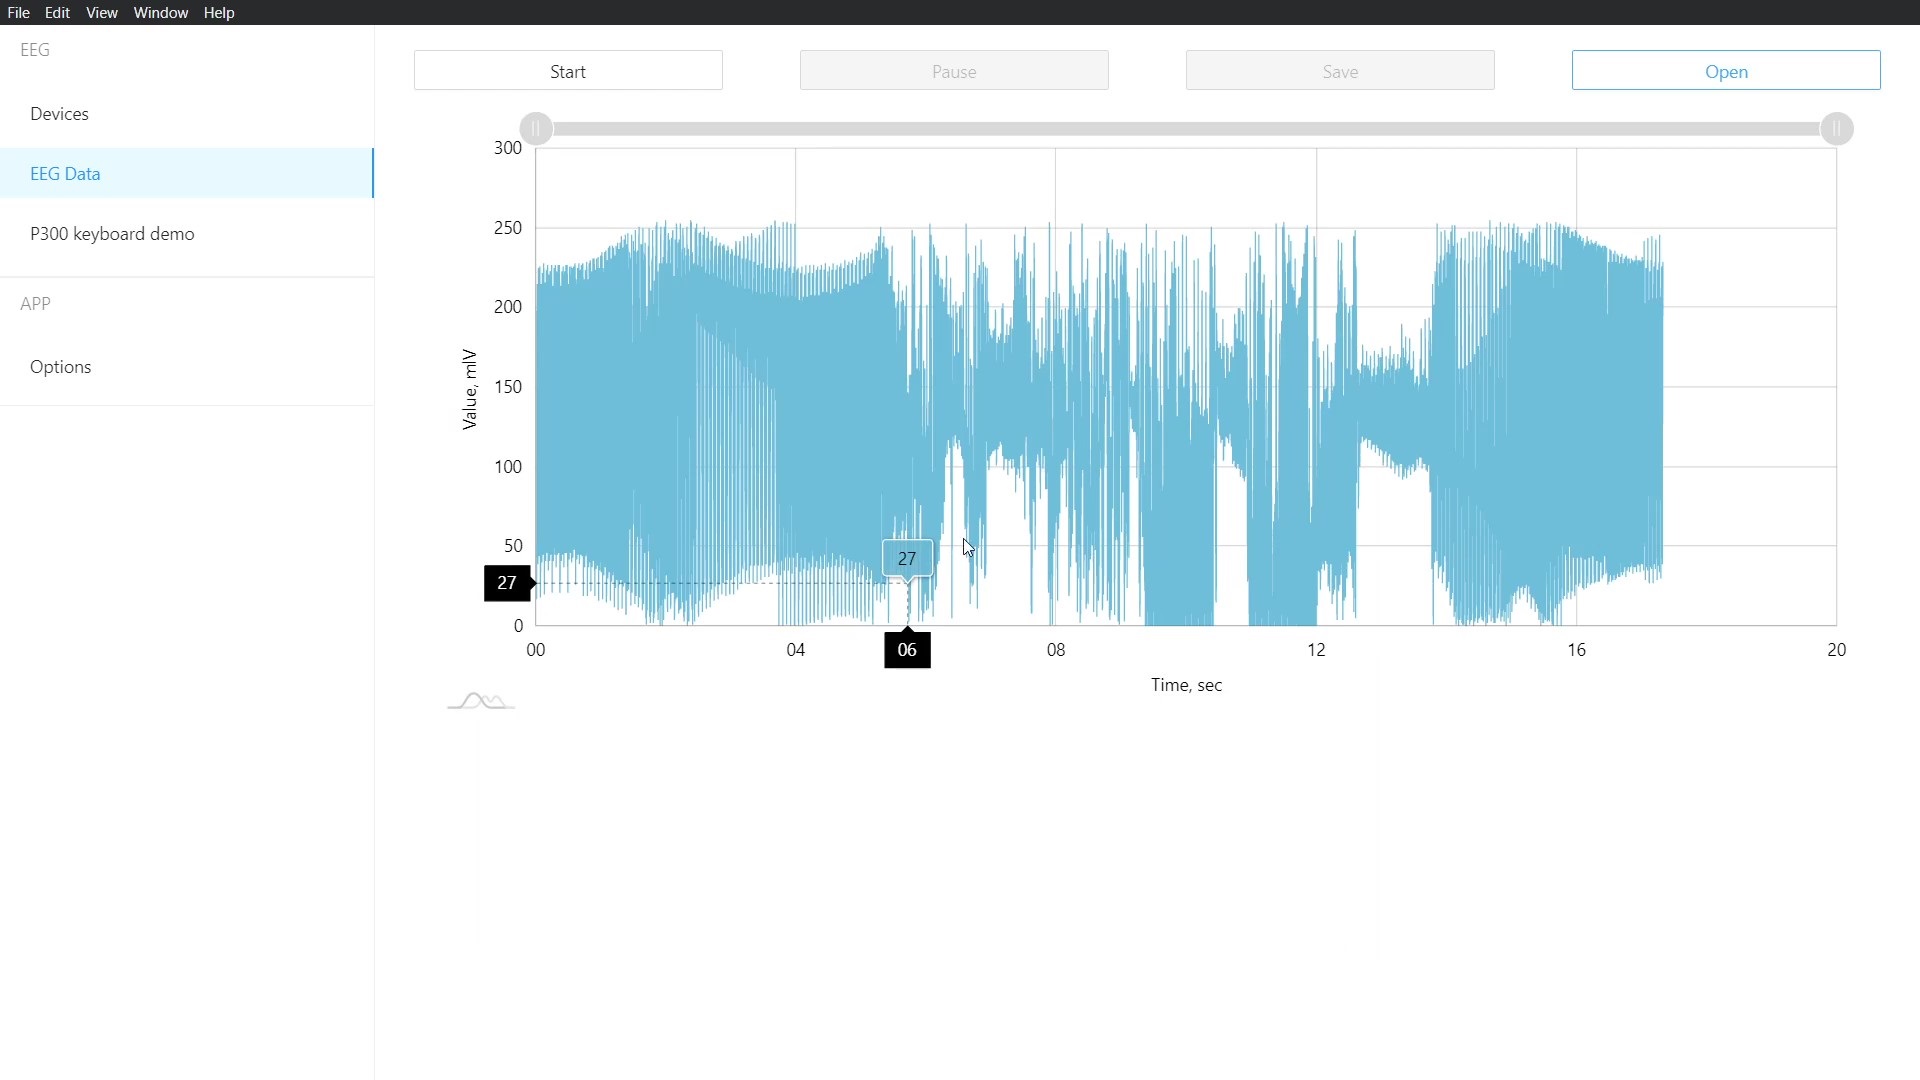 File Edit View Window Help
EEG
Devices
EEG Data
P300 keyboard demo
APP
Options
Start Pause Save Open
300
250
200
150
100
50
0
Value, mlV
27
27
00 04 06 08 12 16 20
Time, sec